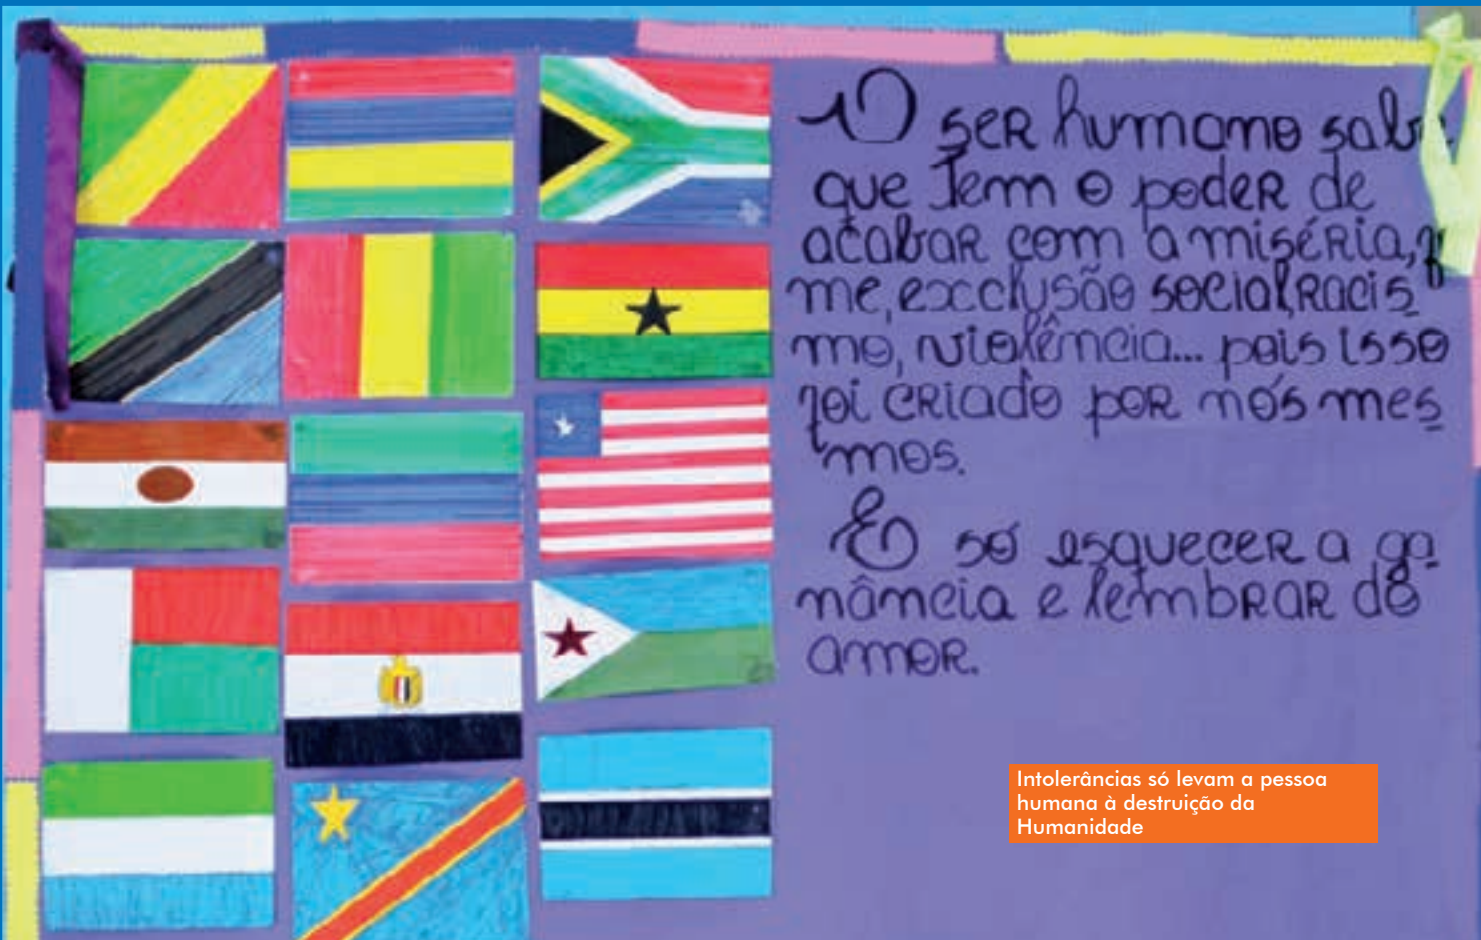 O ser humano sabe
que tem o poder de
acabar com a miséria,
me, exclusão social, racis
mo, violência... pois isso
foi criado por nós mes
mos.
É só esquecer a ga
nância e lembrar do
amor.
Intolerâncias só levam a pessoa
humana à destruição da
Humanidade